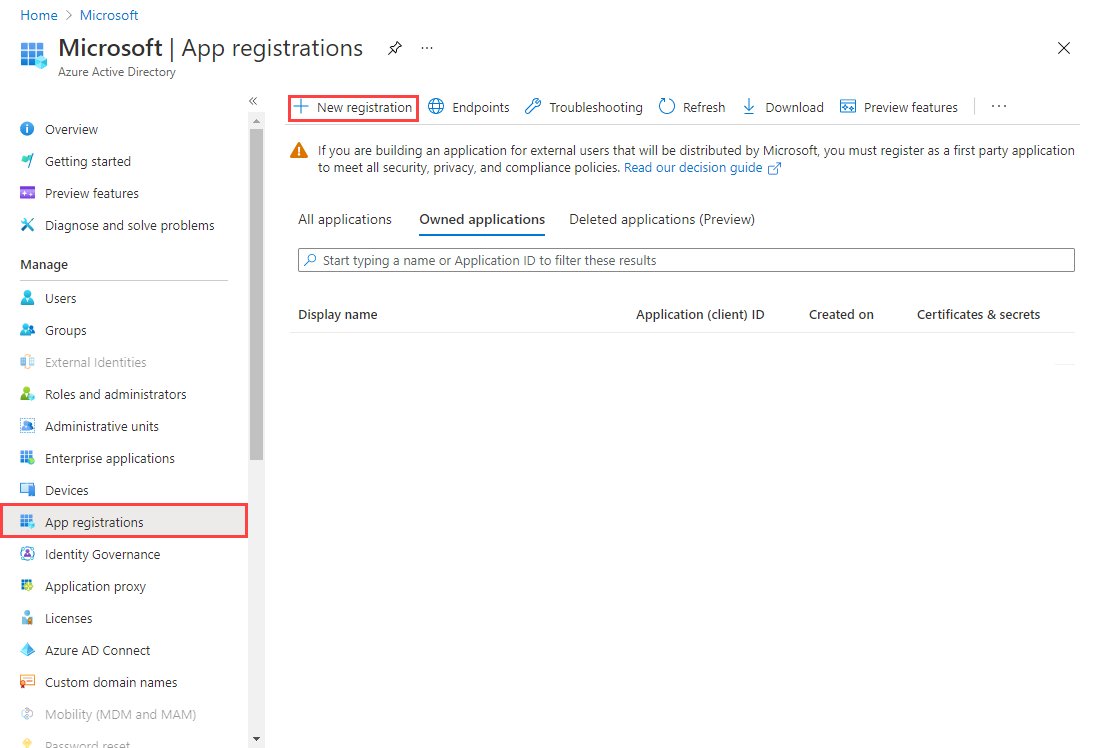 Home > Microsoft
Microsoft | App registrations
Azure Active Directory
Overview
Getting started
Preview features
Diagnose and solve problems
Manage
Users
Groups
External Identities
Roles and administrators
Administrative units
Enterprise applications
Devices
App registrations
Identity Governance
Application proxy
Licenses
Azure AD Connect
Custom domain names
Mobility (MDM and MAM)
Password reset
New registration Endpoints Troubleshooting Refresh Download Preview features
If you are building an application for external users that will be distributed by Microsoft, you must register as a first party application
to meet all security, privacy, and compliance policies. Read our decision guide
All applications Owned applications Deleted applications (Preview)
Start typing a name or Application ID to filter these results
Display name Application (client) ID Created on Certificates & secrets